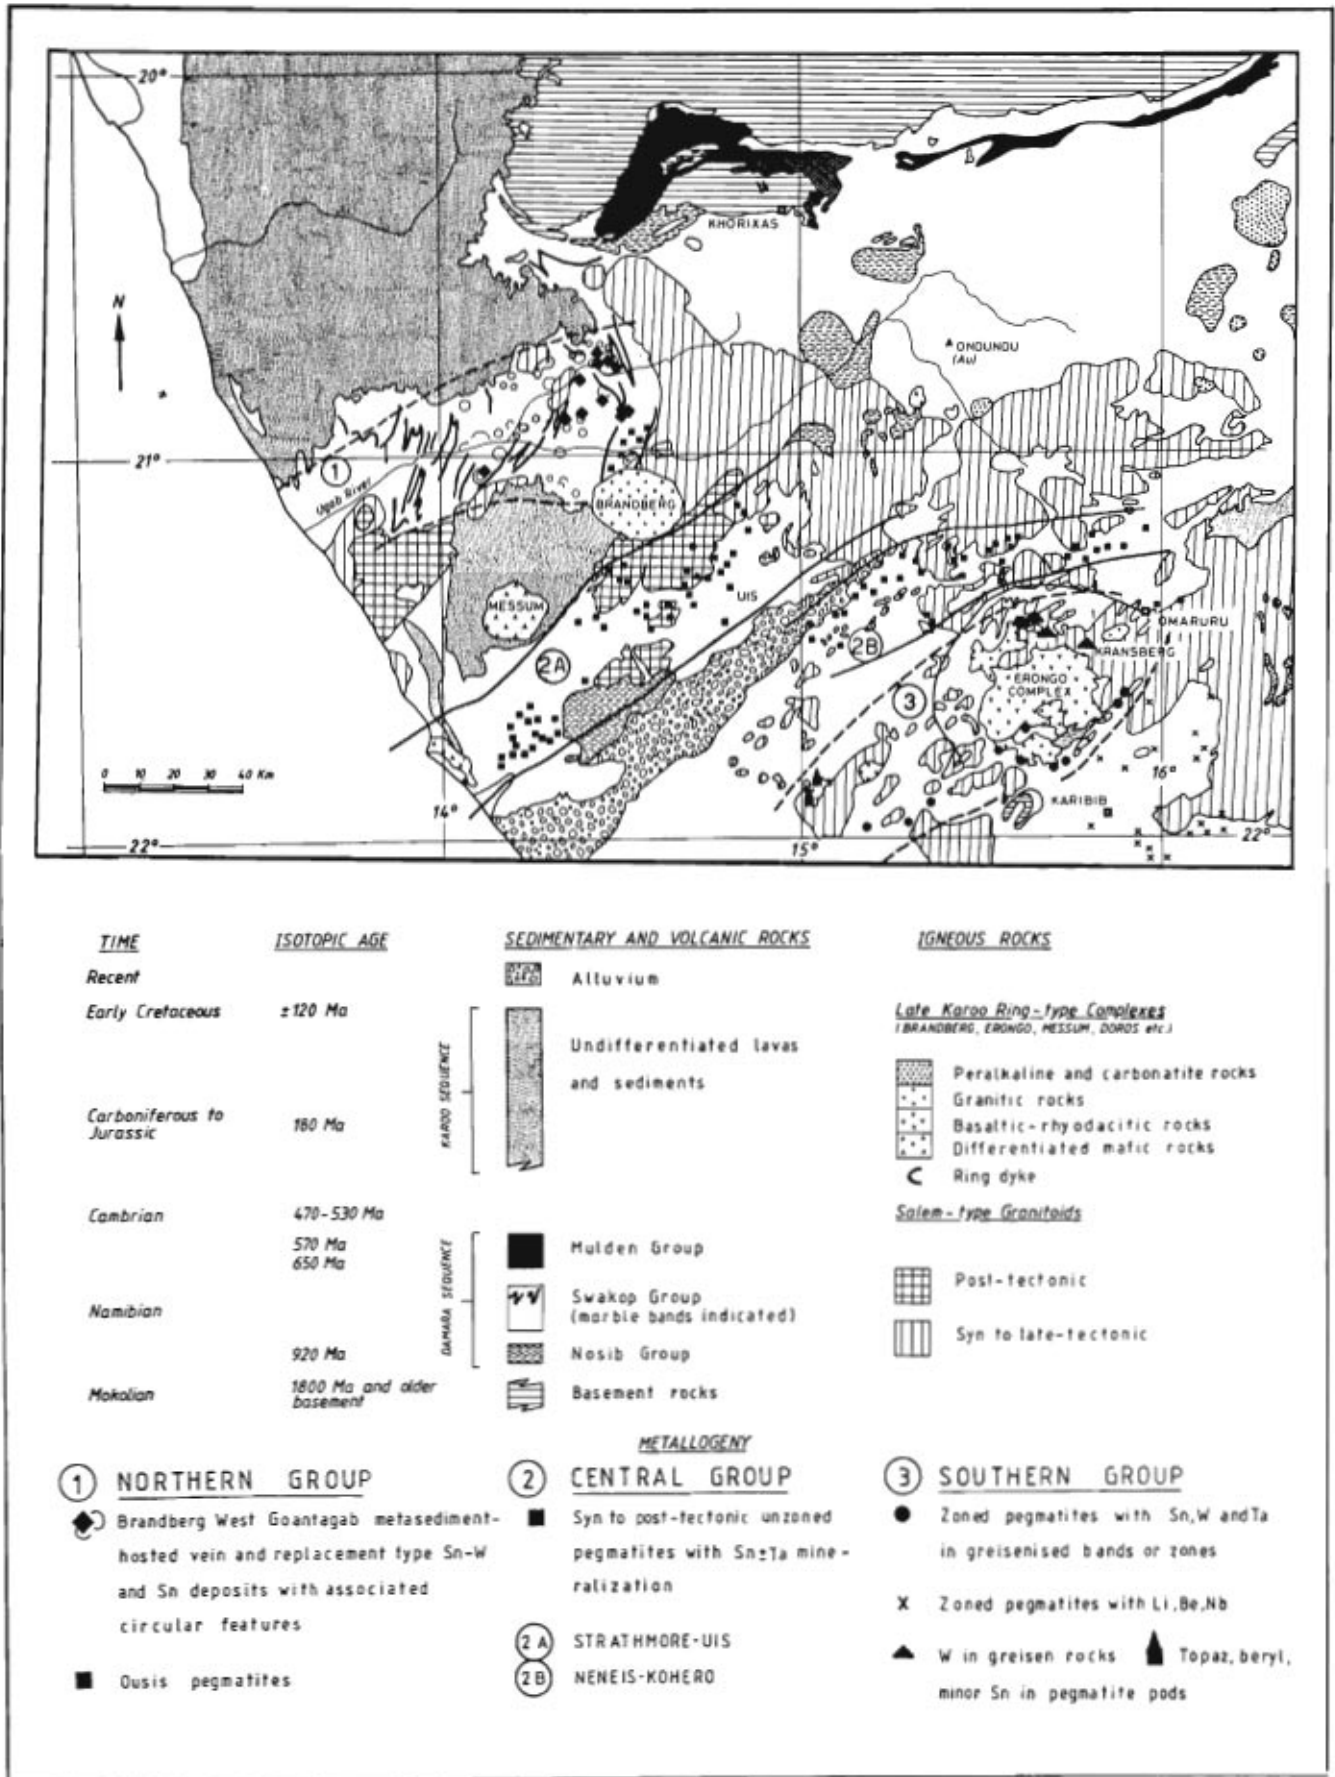 20°
KHORIXAS
N
ONDUNDU
(Au)
21°
1
Ugab River
BRANDBERG
MESSUM
UIS
2A
2B
OMARURU
KRANSBERG
ERONGO
COMPLEX
3
0 10 20 30 40 Km
14°
16°
KARIBIB
22°
15°
22°
TIME
ISOTOPIC AGE
SEDIMENTARY AND VOLCANIC ROCKS
IGNEOUS ROCKS
Recent
Alluvium
Early Cretaceous
±120 Ma
Late Karoo Ring-type Complexes
(BRANDBERG, ERONGO, MESSUM, DOROS etc.)
KAROO SEQUENCE
Undifferentiated lavas
and sediments
Peralkaline and carbonatite rocks
Granitic rocks
Basaltic-rhyodacitic rocks
Differentiated mafic rocks
Ring dyke
Carboniferous to
Jurassic
180 Ma
Cambrian
470-530 Ma
570 Ma
650 Ma
Salem-type Granitoids
DAMARA SEQUENCE
Mulden Group
Post-tectonic
Namibian
Swakop Group
(marble bands indicated)
Syn to late-tectonic
920 Ma
Nosib Group
Mokolian
1800 Ma and older
basement
Basement rocks
METALLOGENY
1 NORTHERN GROUP
Brandberg West Goantagab metasediment-
hosted vein and replacement type Sn-W
and Sn deposits with associated
circular features
Ousis pegmatites
2 CENTRAL GROUP
Syn to post-tectonic unzoned
pegmatites with Sn±Ta mine-
ralization
2A STRATHMORE-UIS
2B NENEIS-KOHERO
3 SOUTHERN GROUP
Zoned pegmatites with Sn,W and Ta
in greisenised bands or zones
x Zoned pegmatites with Li,Be,Nb
W in greisen rocks Topaz, beryl,
minor Sn in pegmatite pods